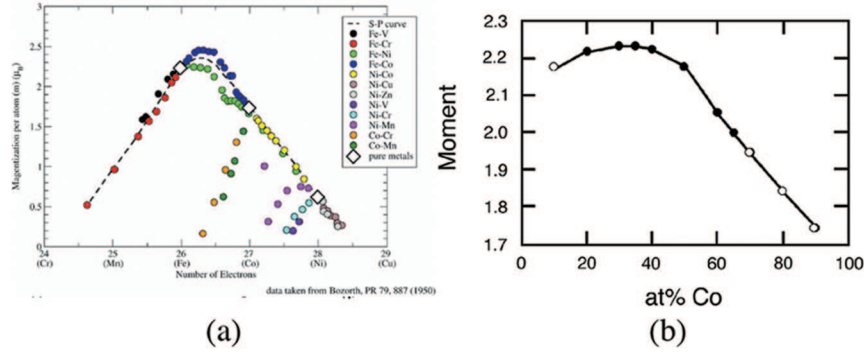 3
2.5
2
1.5
1
0.5
0
Magentization per atom (m) (μB)
24
25
26
27
28
29
(Cr)
(Mn)
(Fe)
(Co)
(Ni)
(Cu)
Number of Electrons
S-P curve
Fe-V
Fe-Cr
Fe-Ni
Fe-Co
Ni-Co
Ni-Cu
Ni-Zn
Ni-V
Ni-Cr
Ni-Mn
Co-Cr
Co-Mn
pure metals
data taken from Bozorth, PR 79, 887 (1950)
(a)
2.3
2.2
2.1
2.0
1.9
1.8
1.7
Moment
0
20
40
60
80
100
at% Co
(b)